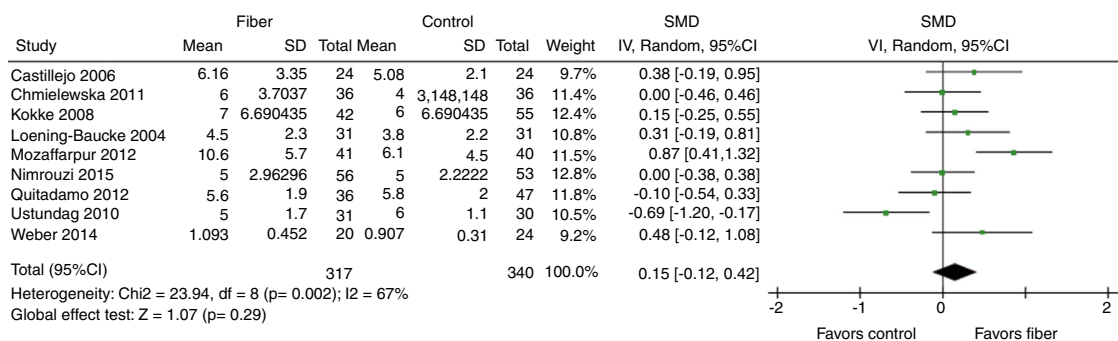 Fiber Control SMD SMD
Study Mean SD Total Mean SD Total Weight IV, Random, 95%CI VI, Random, 95%CI
Castillejo 2006 6.16 3.35 24 5.08 2.1 24 9.7% 0.38 [-0.19, 0.95]
Chmielewska 2011 6 3.7037 36 4 3,148,148 36 11.4% 0.00 [-0.46, 0.46]
Kokke 2008 7 6.690435 42 6 6.690435 55 12.4% 0.15 [-0.25, 0.55]
Loening-Baucke 2004 4.5 2.3 31 3.8 2.2 31 10.8% 0.31 [-0.19, 0.81]
Mozaffarpur 2012 10.6 5.7 41 6.1 4.5 40 11.5% 0.87 [0.41,1.32]
Nimrouzi 2015 5 2.96296 56 5 2.2222 53 12.8% 0.00 [-0.38, 0.38]
Quitadamo 2012 5.6 1.9 36 5.8 2 47 11.8% -0.10 [-0.54, 0.33]
Ustundag 2010 5 1.7 31 6 1.1 30 10.5% -0.69 [-1.20, -0.17]
Weber 2014 1.093 0.452 20 0.907 0.31 24 9.2% 0.48 [-0.12, 1.08]
Total (95%CI) 317 340 100.0% 0.15 [-0.12, 0.42]
Heterogeneity: Chi2 = 23.94, df = 8 (p= 0.002); I2 = 67%
Global effect test: Z = 1.07 (p= 0.29)
-2 -1 0 1 2
Favors control Favors fiber